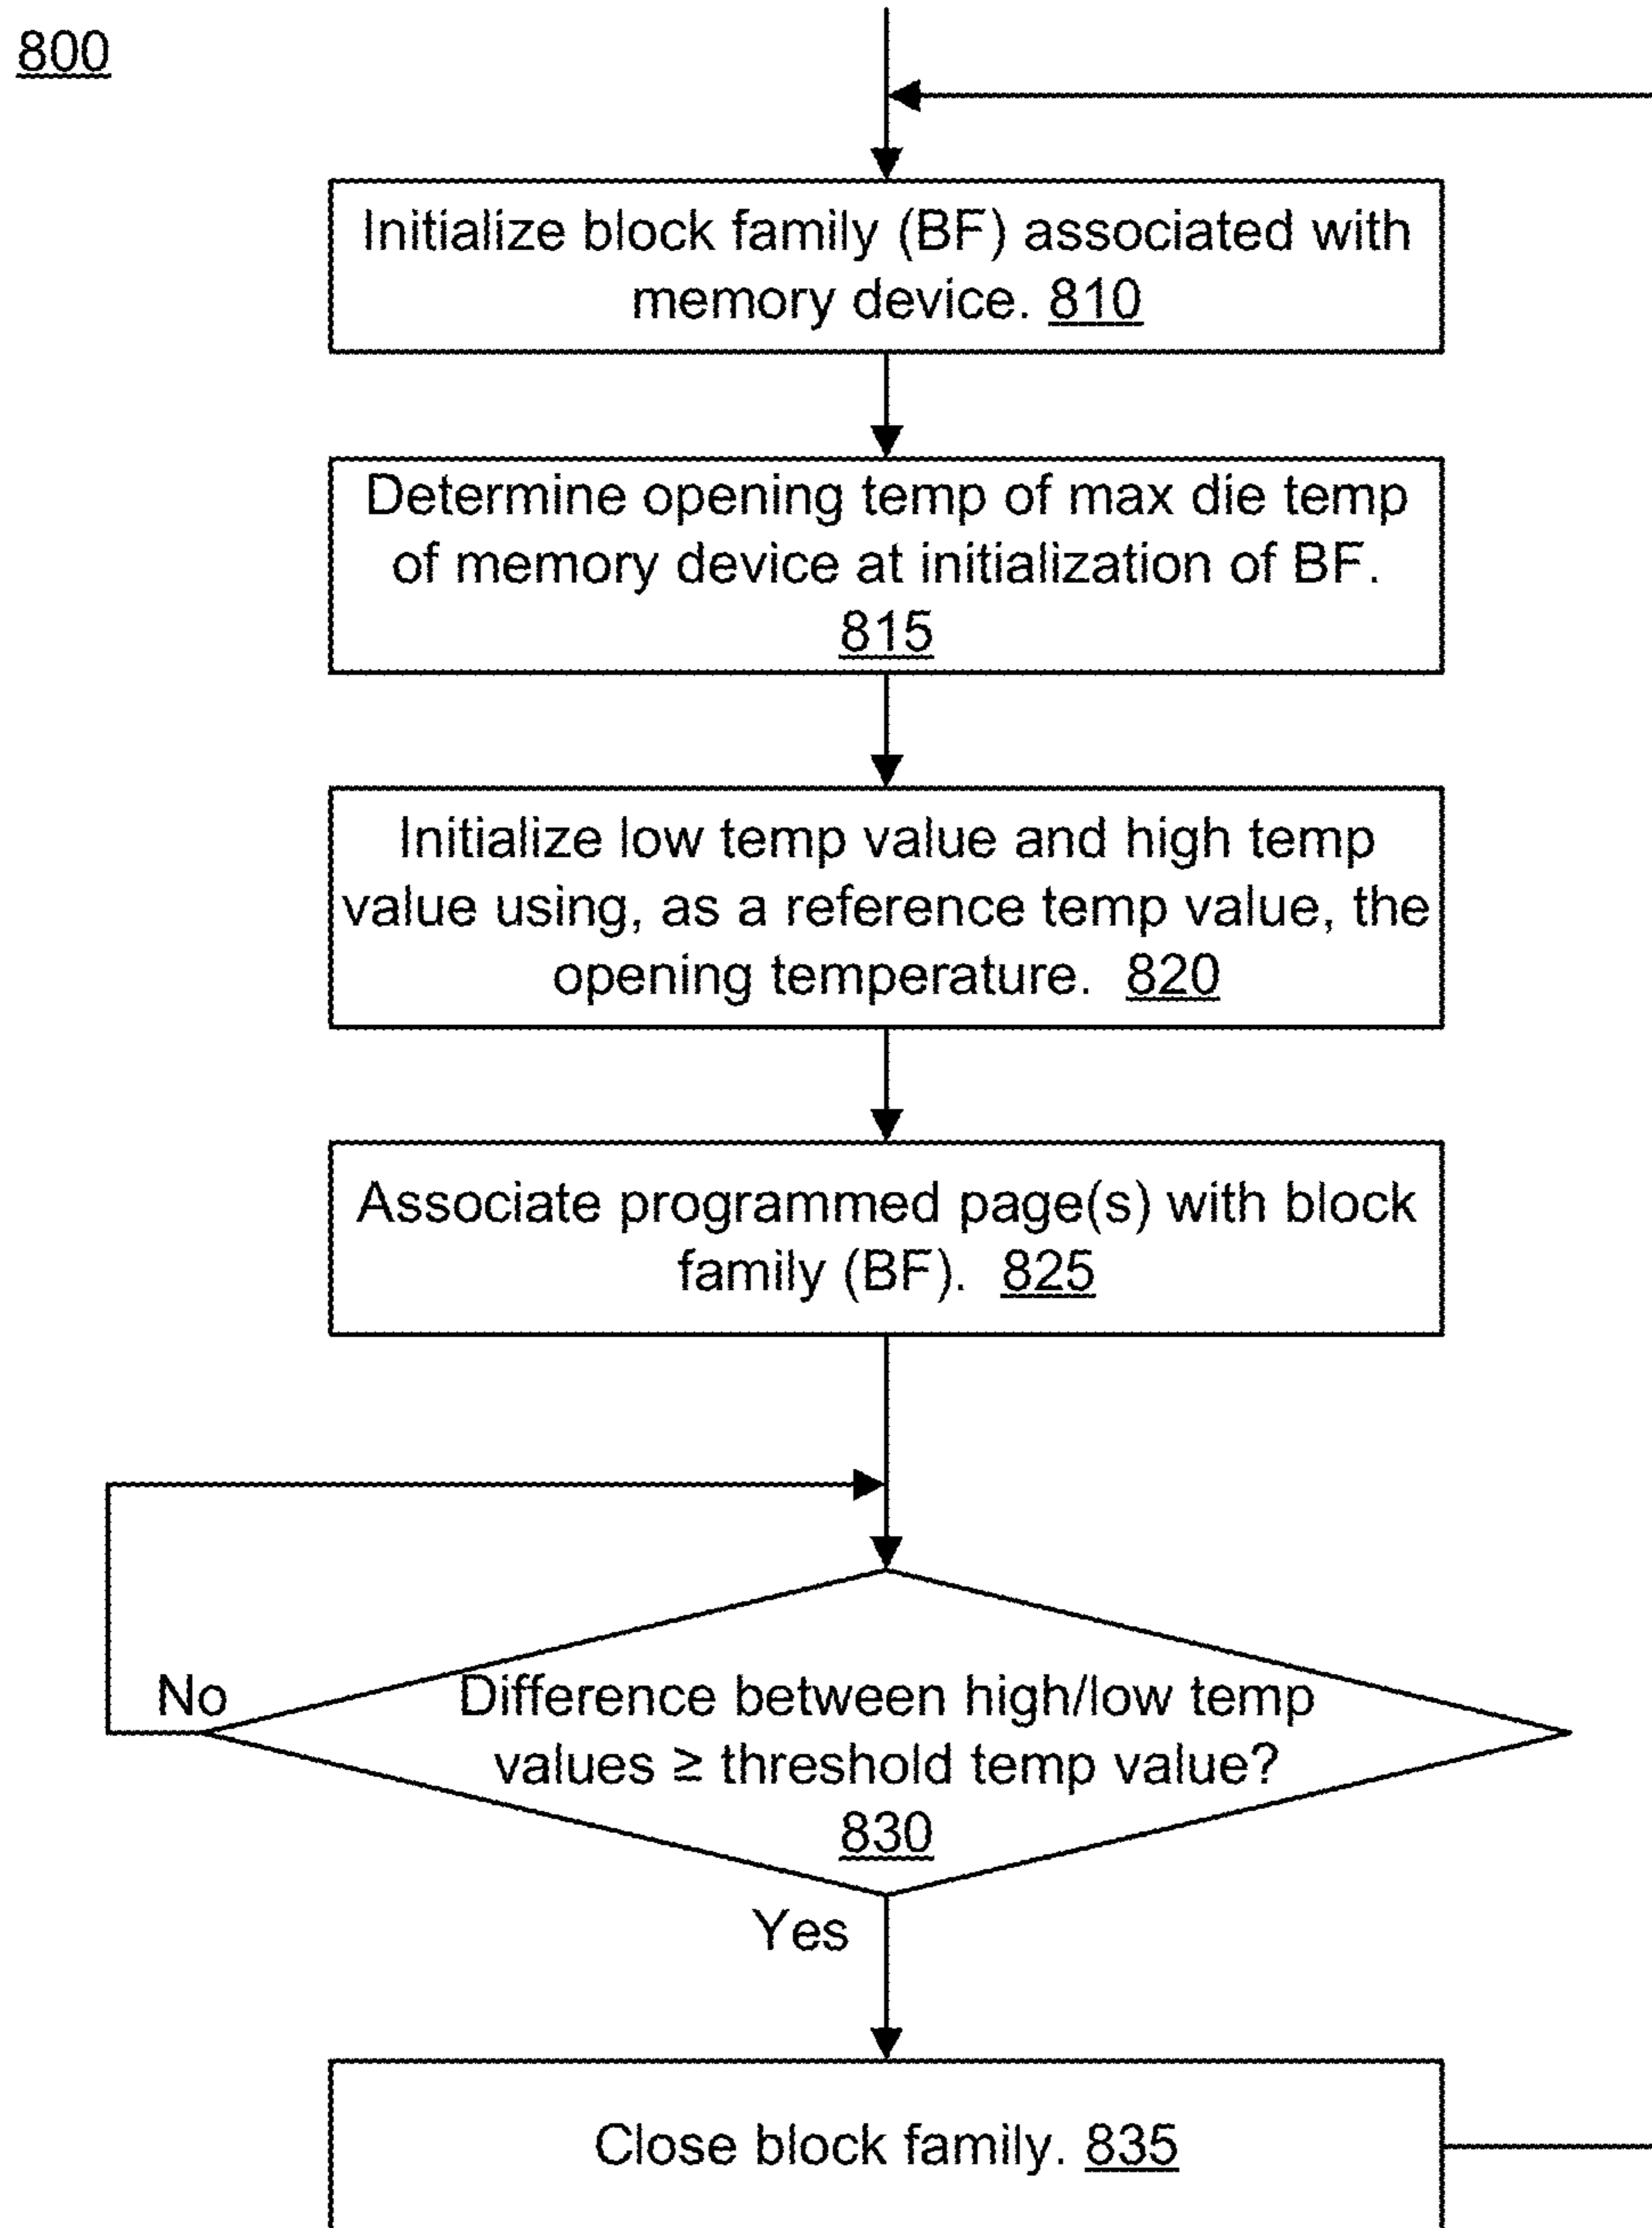 800
Initialize block family (BF) associated with
memory device. 810
Determine opening temp of max die temp
of memory device at initialization of BF.
815
Initialize low temp value and high temp
value using, as a reference temp value, the
opening temperature. 820
Associate programmed page(s) with block
family (BF). 825
No
Difference between high/low temp
values ≥ threshold temp value?
830
Yes
Close block family. 835